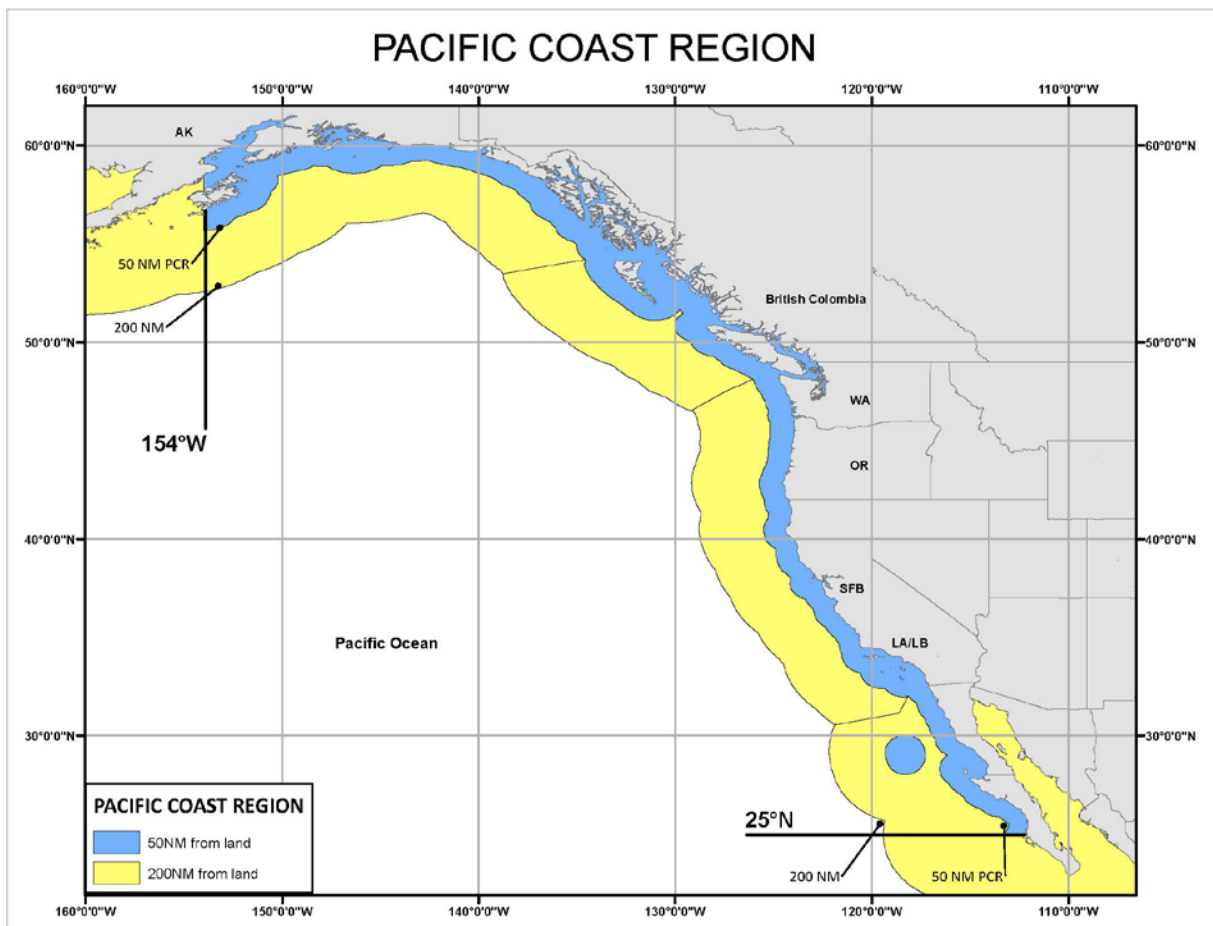 PACIFIC COAST REGION
160°0'0"W 150°0'0"W 140°0'0"W 130°0'0"W 120°0'0"W 110°0'0"W
AK
60°0'0"N 60°0'0"N
50 NM PCR
British Colombia
200 NM
50°0'0"N 50°0'0"N
WA
154°W
OR
40°0'0"N 40°0'0"N
SFB
Pacific Ocean
LA/LB
30°0'0"N 30°0'0"N
PACIFIC COAST REGION
50NM from land
200NM from land
25°N
200 NM 50 NM PCR
160°0'0"W 150°0'0"W 140°0'0"W 130°0'0"W 120°0'0"W 110°0'0"W